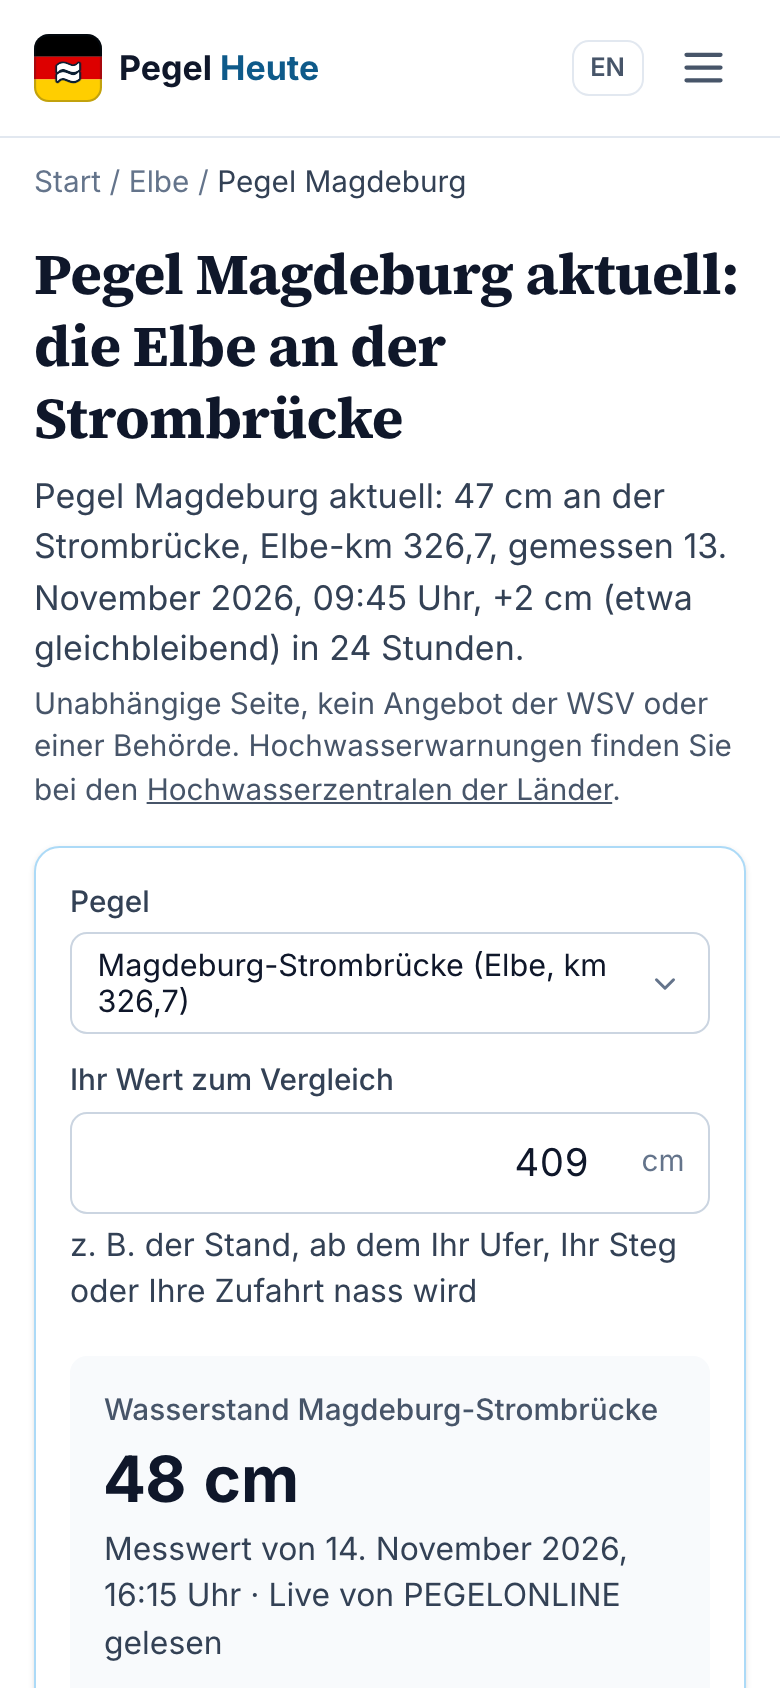 Pegel Heute
EN
Start / Elbe / Pegel Magdeburg
Pegel Magdeburg aktuell:
die Elbe an der
Strombrücke
Pegel Magdeburg aktuell: 47 cm an der
Strombrücke, Elbe-km 326,7, gemessen 13.
November 2026, 09:45 Uhr, +2 cm (etwa
gleichbleibend) in 24 Stunden.
Unabhängige Seite, kein Angebot der WSV oder
einer Behörde. Hochwasserwarnungen finden Sie
bei den Hochwasserzentralen der Länder.
Pegel
Magdeburg-Strombrücke (Elbe, km
326,7)
Ihr Wert zum Vergleich
409 cm
z. B. der Stand, ab dem Ihr Ufer, Ihr Steg
oder Ihre Zufahrt nass wird
Wasserstand Magdeburg-Strombrücke
48 cm
Messwert von 14. November 2026,
16:15 Uhr · Live von PEGELONLINE
gelesen